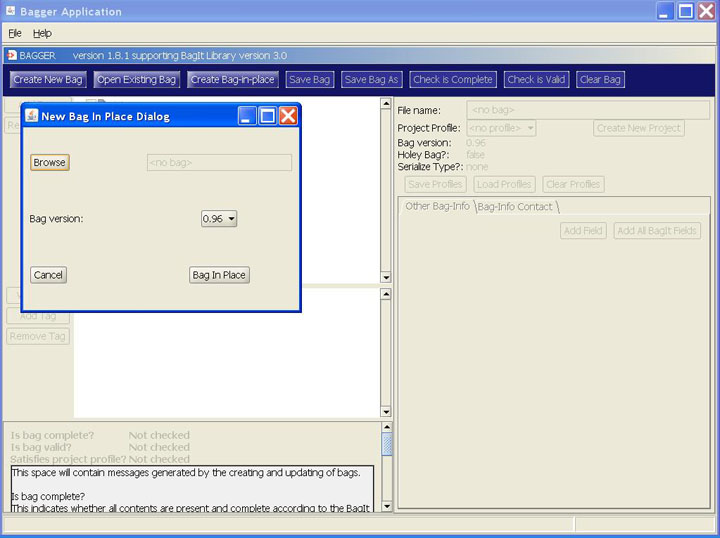 Bagger Application
File Help
BAGGER version 1.8.1 supporting BagIt Library version 3.0
Create New Bag Open Existing Bag Create Bag-in-place Save Bag Save Bag As Check is Complete Check is Valid Clear Bag
New Bag In Place Dialog
Browse <no bag>
Bag version: 0.96
Cancel Bag In Place
Add Tag
Remove Tag
File name: <no bag>
Project Profile: <no profile> Create New Project
Bag version: 0.96
Holey Bag?: false
Serialize Type?: none
Save Profiles Load Profiles Clear Profiles
Other Bag-Info Bag-Info Contact
Add Field Add All BagIt Fields
Is bag complete? Not checked
Is bag valid? Not checked
Satisfies project profile? Not checked
This space will contain messages generated by the creating and updating of bags.
Is bag complete?
This indicates whether all contents are present and complete according to the BagIt